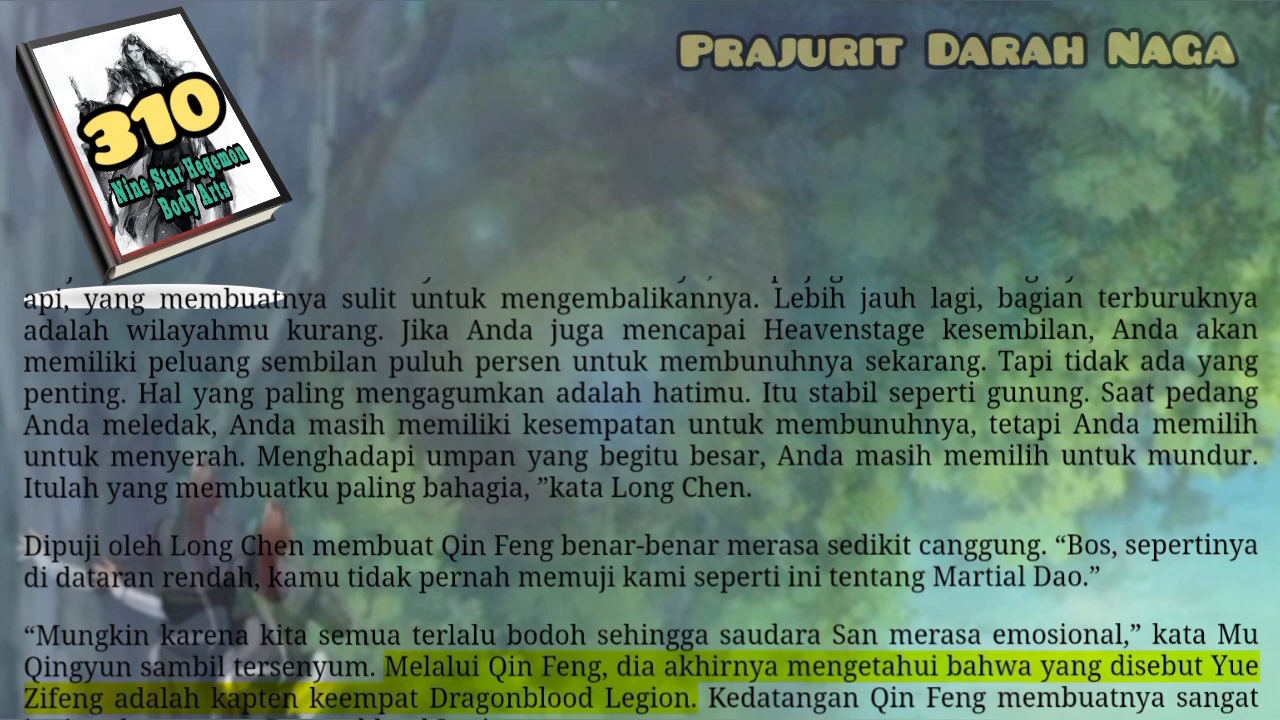 Prajurit Darah Naga
310
Nine Star Hegemon
Body Arts
api, yang membuatnya sulit untuk mengembalikannya. Lebih jauh lagi, bagian terburuknya
adalah wilayahmu kurang. Jika Anda juga mencapai Heavenstage kesembilan, Anda akan
memiliki peluang sembilan puluh persen untuk membunuhnya sekarang. Tapi tidak ada yang
penting. Hal yang paling mengagumkan adalah hatimu. Itu stabil seperti gunung. Saat pedang
Anda meledak, Anda masih memiliki kesempatan untuk membunuhnya, tetapi Anda memilih
untuk menyerah. Menghadapi umpan yang begitu besar, Anda masih memilih untuk mundur.
Itulah yang membuatku paling bahagia, ”kata Long Chen.
Dipuji oleh Long Chen membuat Qin Feng benar-benar merasa sedikit canggung. “Bos, sepertinya
di dataran rendah, kamu tidak pernah memuji kami seperti ini tentang Martial Dao.”
“Mungkin karena kita semua terlalu bodoh sehingga saudara San merasa emosional,” kata Mu
Qingyun sambil tersenyum. Melalui Qin Feng, dia akhirnya mengetahui bahwa yang disebut Yue
Zifeng adalah kapten keempat Dragonblood Legion. Kedatangan Qin Feng membuatnya sangat